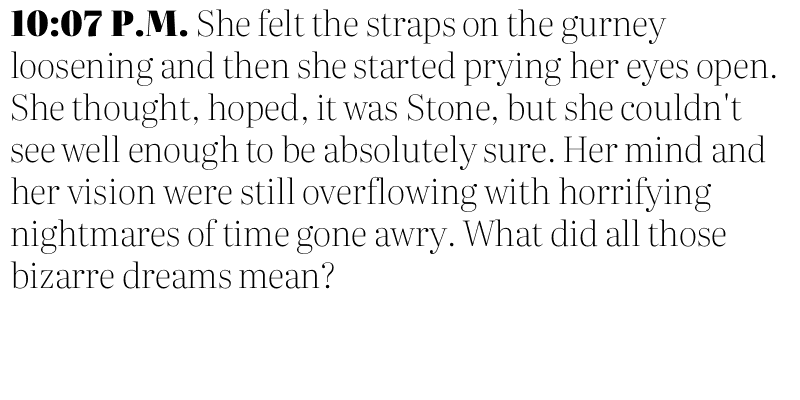 10:07 P.M. She felt the straps on the gurney
loosening and then she started prying her eyes open.
She thought, hoped, it was Stone, but she couldn't
see well enough to be absolutely sure. Her mind and
her vision were still overflowing with horrifying
nightmares of time gone awry. What did all those
bizarre dreams mean?